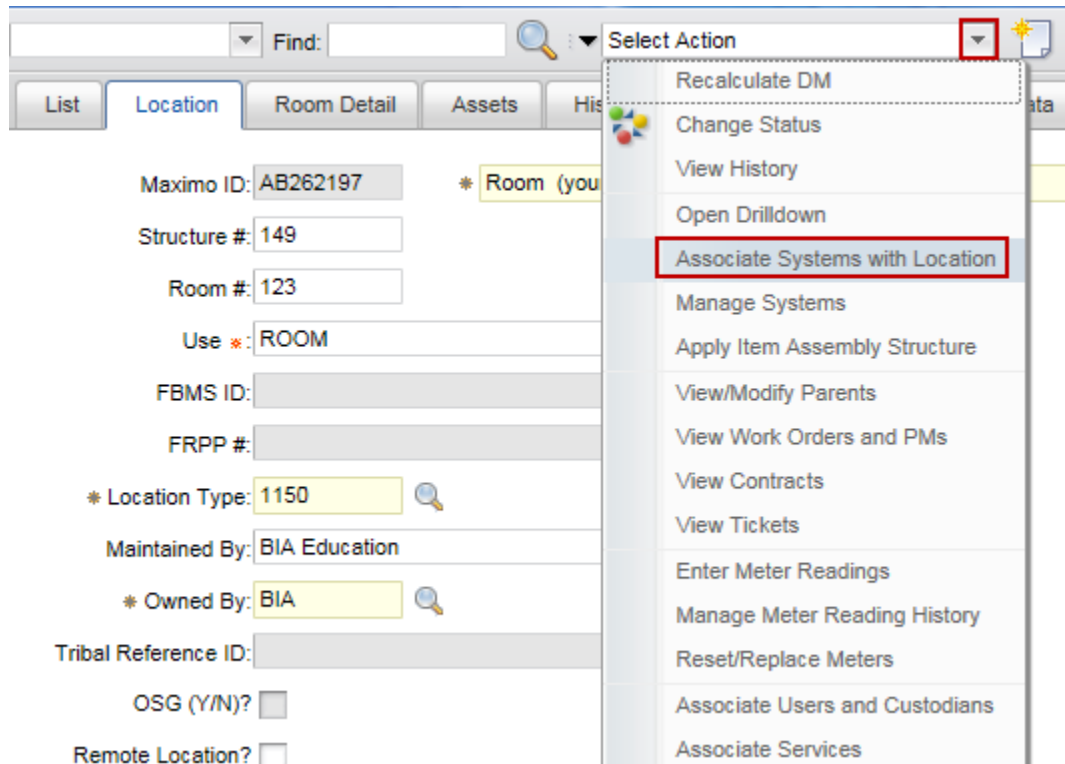 Find:
Select Action
List
Location
Room Detail
Assets
Maximo ID: AB262197
Room (you
Structure #: 149
Room #: 123
Use * : ROOM
FBMS ID:
FRPP #:
* Location Type: 1150
Maintained By: BIA Education
* Owned By: BIA
Tribal Reference ID:
OSG (Y/N)?
Remote Location?
Recalculate DM
Change Status
View History
Open Drilldown
Associate Systems with Location
Manage Systems
Apply Item Assembly Structure
View/Modify Parents
View Work Orders and PMs
View Contracts
View Tickets
Enter Meter Readings
Manage Meter Reading History
Reset/Replace Meters
Associate Users and Custodians
Associate Services